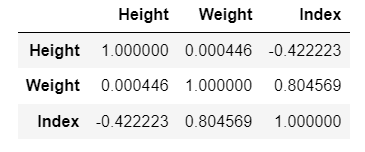 Height Weight Index
Height 1.000000 0.000446 -0.422223
Weight 0.000446 1.000000 0.804569
Index -0.422223 0.804569 1.000000